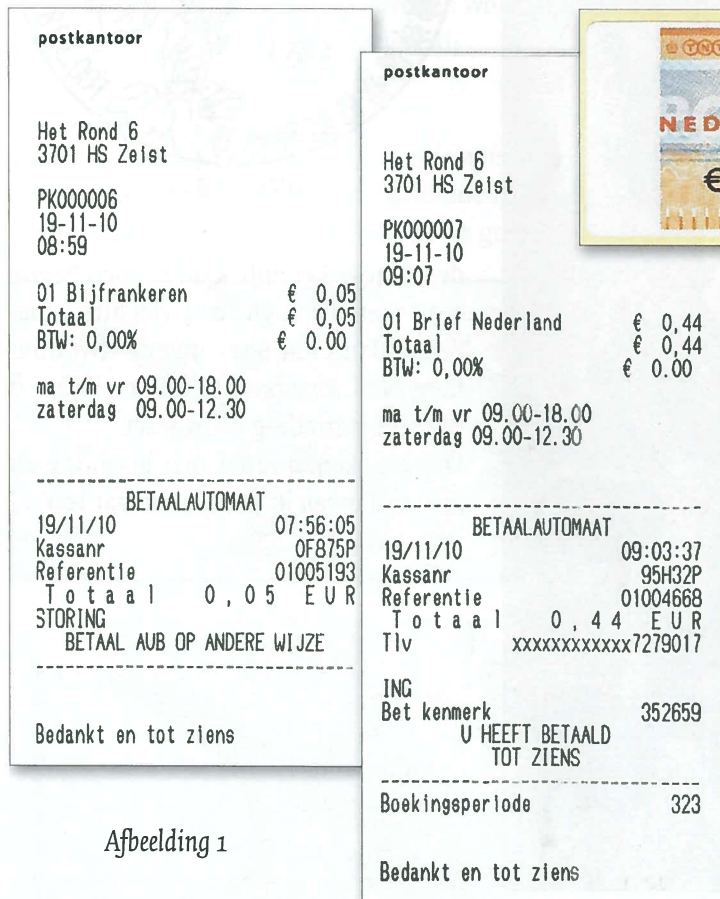 postkantoor
Het Rond 6
3701 HS Zeist
PK000006
19-11-10
08:59
01 Bijfrankeren € 0,05
Totaal € 0,05
BTW: 0,00% € 0.00
ma t/m vr 09.00-18.00
zaterdag 09.00-12.30
BETAALAUTOMAAT
19/11/10 07:56:05
Kassanr 0F875P
Referentie 01005193
Totaal 0,05 EUR
STORING
BETAAL AUB OP ANDERE WIJZE
Bedankt en tot ziens
Afbeelding 1
postkantoor
Het Rond 6
3701 HS Zeist
PK000007
19-11-10
09:07
01 Brief Nederland € 0,44
Totaal € 0,44
BTW: 0,00% € 0.00
ma t/m vr 09.00-18.00
zaterdag 09.00-12.30
BETAALAUTOMAAT
19/11/10 09:03:37
Kassanr 95H32P
Referentie 01004668
Totaal 0,44 EUR
Tlv xxxxxxxxxxxx7279017
ING
Bet kenmerk 352659
U HEEFT BETAALD
TOT ZIENS
Boekingsperiode 323
Bedankt en tot ziens
TNT
NED
€